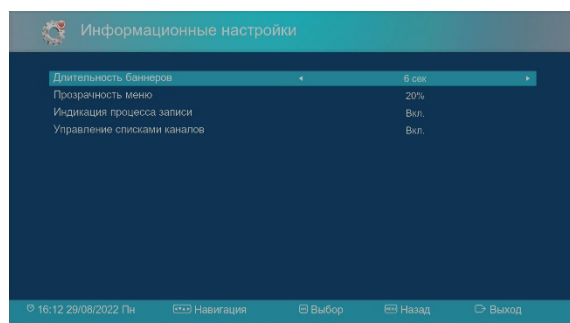 Информационные настройки
Длительность баннеров 6 сек
Прозрачность меню 20%
Индикация процесса записи Вкл.
Управление списками каналов Вкл.
16:12 29/08/2022 Пн Навигация Выбор Назад Выход